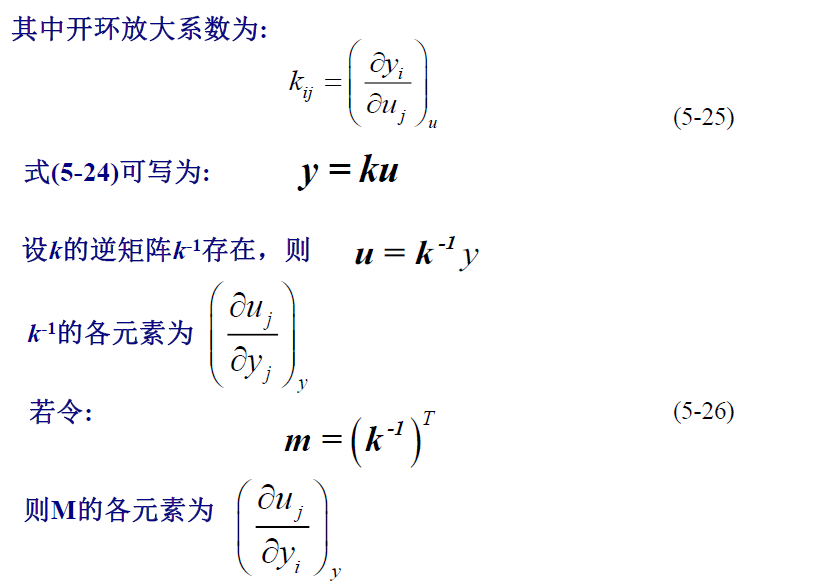 其中开环放大系数为:
k_{ij} = \left( \frac{\partial y_i}{\partial u_j} \right)_u (5-25)
式(5-24)可写为: y = ku
设k的逆矩阵k^{-1}存在，则 u = k^{-1} y
k^{-1}的各元素为 \left( \frac{\partial u_j}{\partial y_j} \right)_y
若令: (5-26)
m = \left( k^{-1} \right)^T
则M的各元素为 \left( \frac{\partial u_j}{\partial y_i} \right)_y